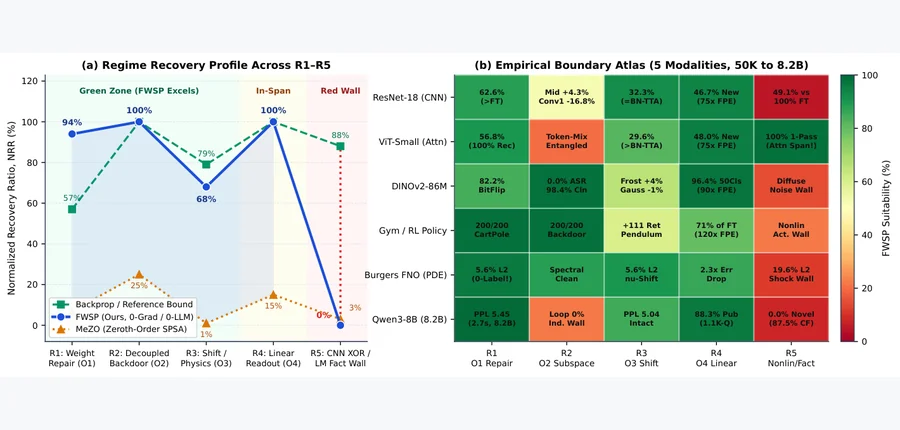 (a) Regime Recovery Profile Across R1–R5
Normalized Recovery Ratio, NRR (%)
120
100
80
60
40
20
0
Green Zone (FWSP Excels)
In-Span
Red Wall
94%
100%
100%
88%
79%
68%
57%
25%
15%
1%
0%
3%
Backprop / Reference Bound
FWSP (Ours, 0-Grad / 0-LLM)
MeZO (Zeroth-Order SPSA)
R1: Weight
Repair (O1)
R2: Decoupled
Backdoor (O2)
R3: Shift /
Physics (O3)
R4: Linear
Readout (O4)
R5: CNN XOR /
LM Fact Wall
(b) Empirical Boundary Atlas (5 Modalities, 50K to 8.2B)
ResNet-18 (CNN)
62.6%
(>FT)
Mid +4.3%
Conv1 -16.8%
32.3%
(=BN-TTA)
46.7% New
(75x FPE)
49.1% vs
100% FT
ViT-Small (Attn)
56.8%
(100% Rec)
Token-Mix
Entangled
29.6%
(>BN-TTA)
48.0% New
(75x FPE)
100% 1-Pass
(Attn Span!)
DINOv2-86M
82.2%
BitFlip
0.0% ASR
98.4% Cln
Frost +4%
Gauss -1%
96.4% 50Cls
(90x FPE)
Diffuse
Noise Wall
Gym / RL Policy
200/200
CartPole
200/200
Backdoor
+111 Ret
Pendulum
71% of FT
(120x FPE)
Nonlin
Act. Wall
Burgers FNO (PDE)
5.6% L2
(0-Label!)
Spectral
Clean
5.6% L2
nu-Shift
2.3x Err
Drop
19.6% L2
Shock Wall
Qwen3-8B (8.2B)
PPL 5.45
(2.7s, 8.2B)
Loop 0%
Ind. Wall
PPL 5.04
Intact
88.3% Pub
(1.1K-Q)
0.0% Novel
(87.5% CF)
R1
O1 Repair
R2
O2 Subspace
R3
O3 Shift
R4
O4 Linear
R5
Nonlin/Fact
100
80
60
40
20
0
FWSP Suitability (%)